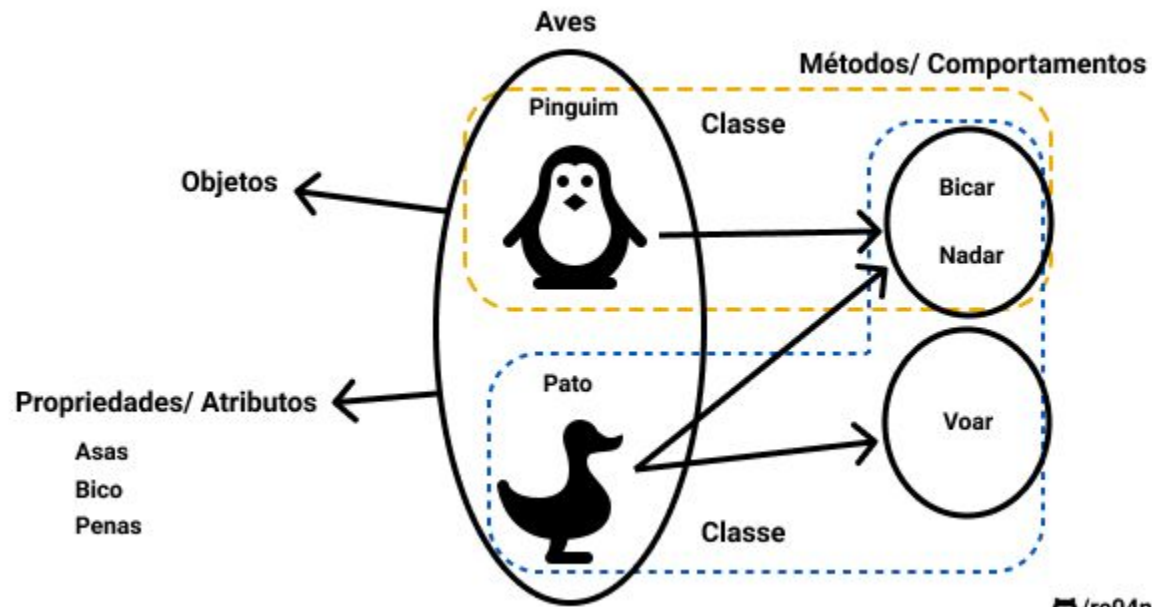 Aves
Métodos/ Comportamentos
Pinguim
Classe
Objetos
Bicar
Nadar
Pato
Propriedades/ Atributos
Asas
Bico
Penas
Voar
Classe